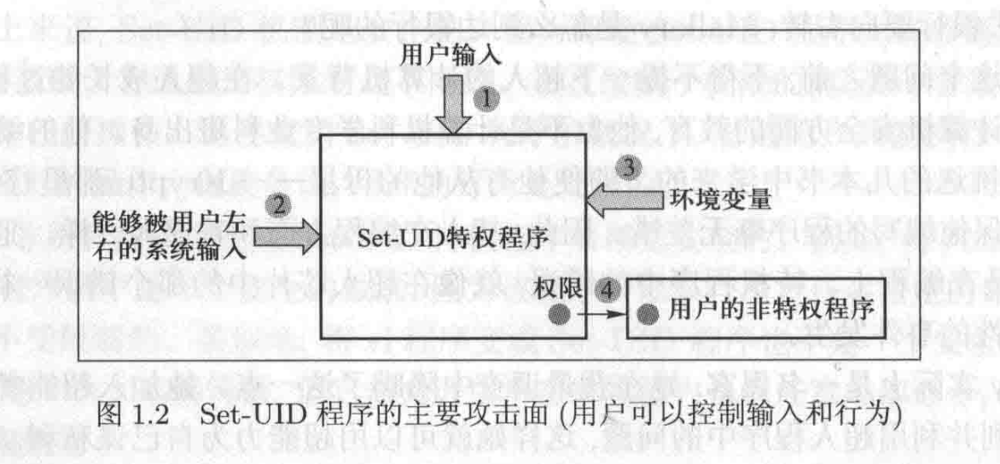 用户输入
1
3
2
环境变量
能够被用户左
右的系统输入
Set-UID特权程序
权限 4
用户的非特权程序
图 1.2 Set-UID 程序的主要攻击面 (用户可以控制输入和行为)